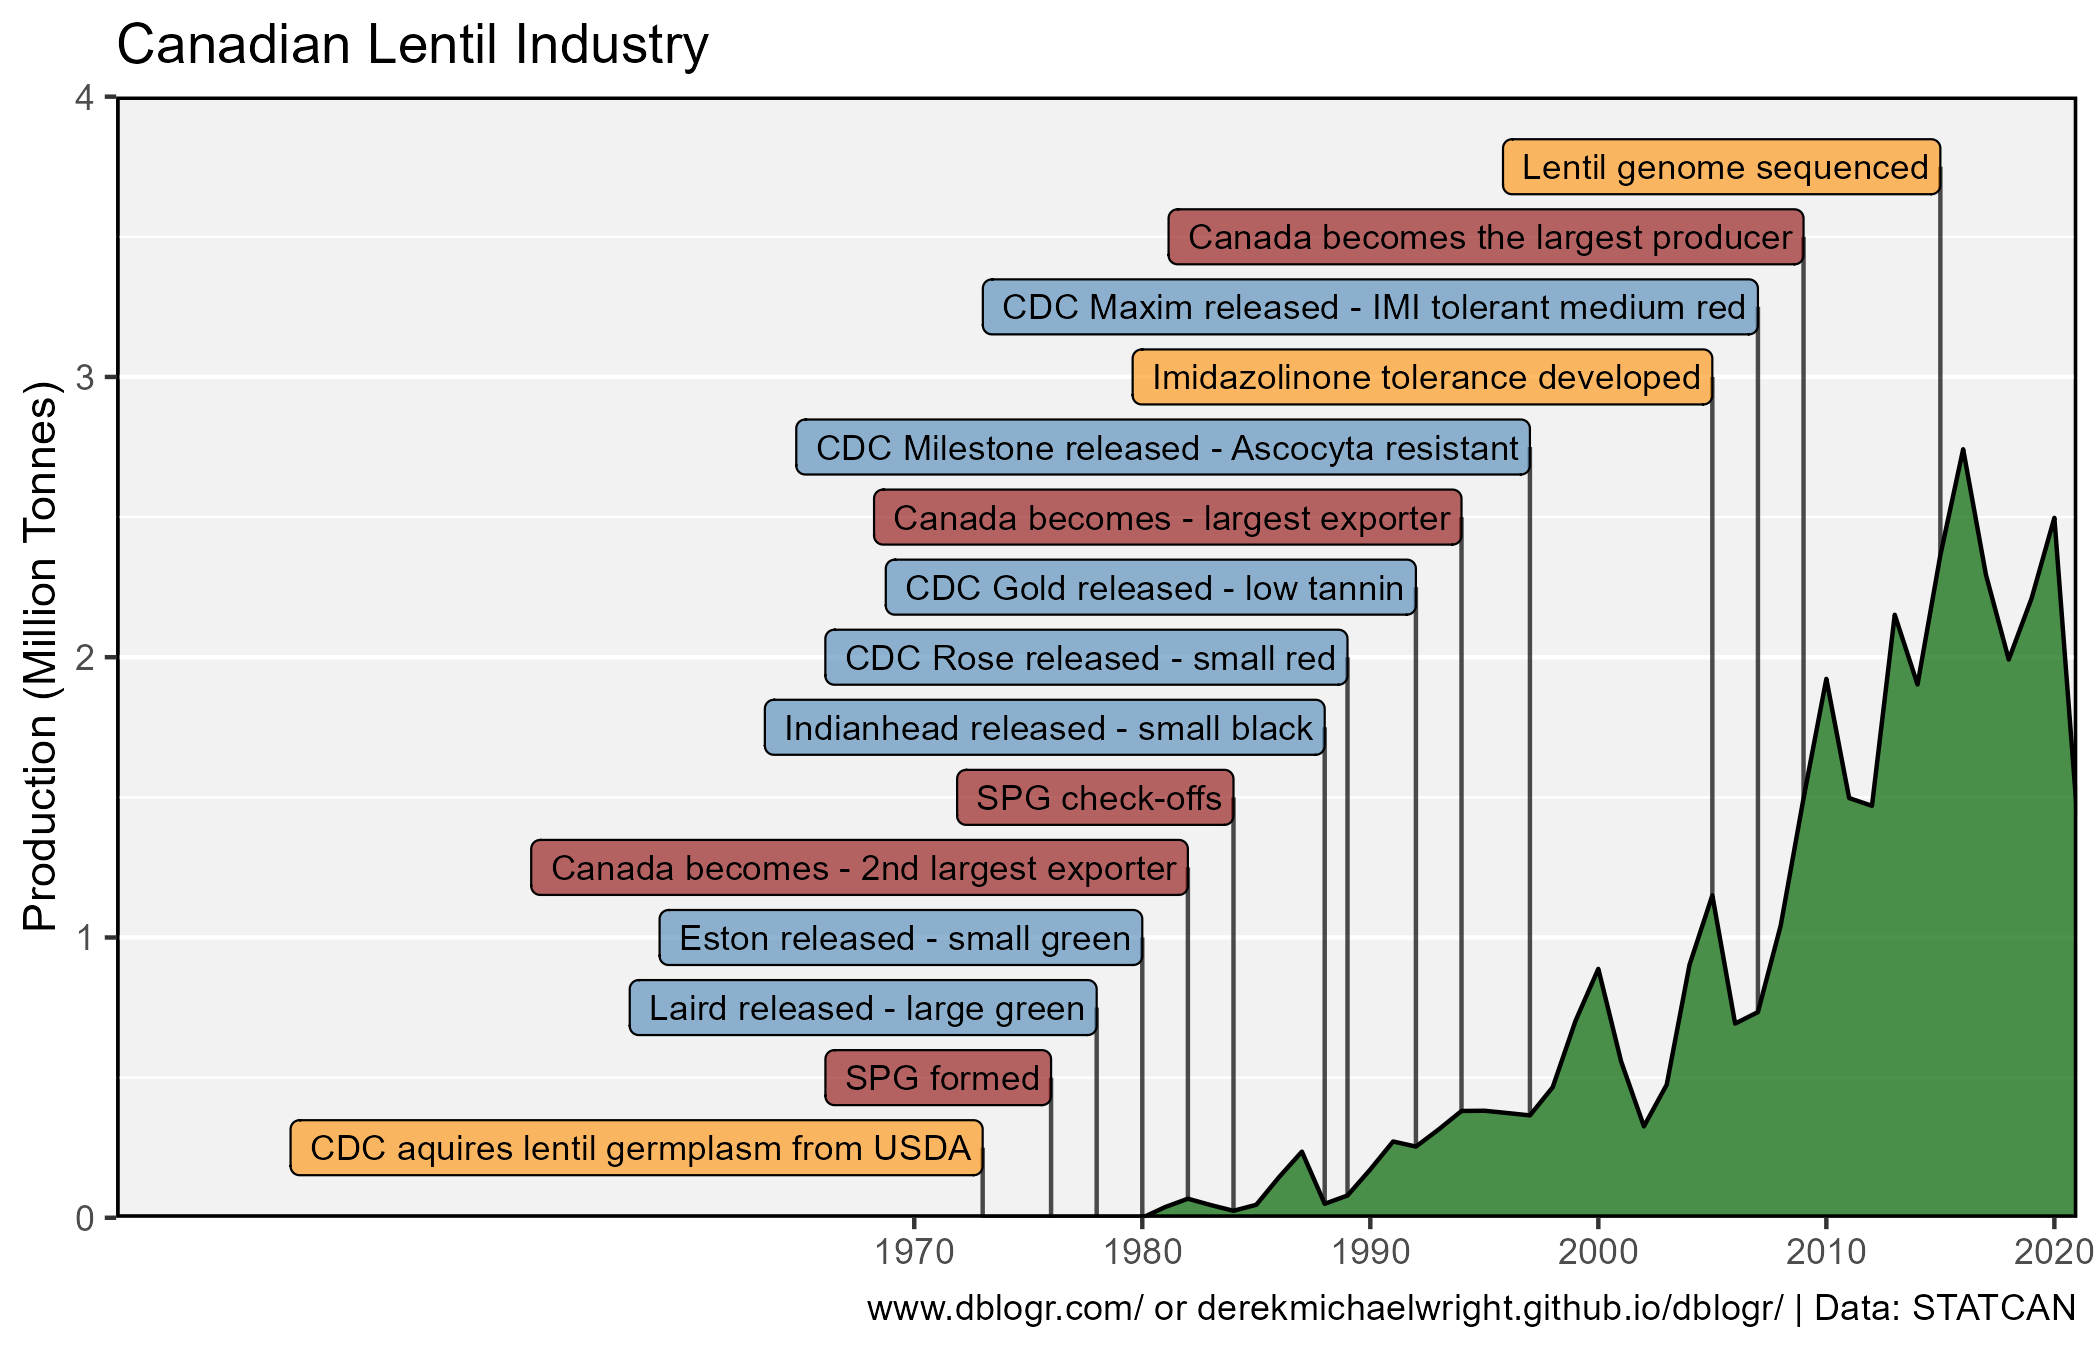 Canadian Lentil Industry
Production (Million Tonnes)
4
3
2
1
0
Lentil genome sequenced
Canada becomes the largest producer
CDC Maxim released - IMI tolerant medium red
Imidazolinone tolerance developed
CDC Milestone released - Ascocyta resistant
Canada becomes - largest exporter
CDC Gold released - low tannin
CDC Rose released - small red
Indianhead released - small black
SPG check-offs
Canada becomes - 2nd largest exporter
Eston released - small green
Laird released - large green
SPG formed
CDC aquires lentil germplasm from USDA
1970 1980 1990 2000 2010 2020
www.dblogr.com/ or derekmichaelwright.github.io/dblogr/ | Data: STATCAN